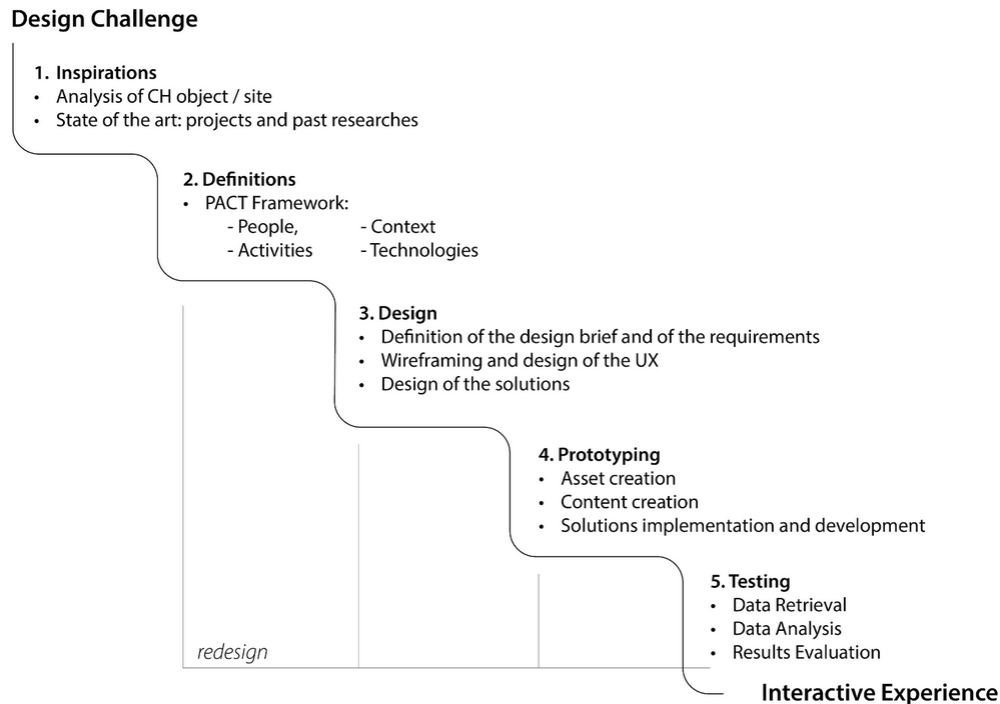 Design Challenge
1. Inspirations
• Analysis of CH object / site
• State of the art: projects and past researches
2. Definitions
• PACT Framework:
- People, - Context
- Activities - Technologies
3. Design
• Definition of the design brief and of the requirements
• Wireframing and design of the UX
• Design of the solutions
4. Prototyping
• Asset creation
• Content creation
• Solutions implementation and development
5. Testing
• Data Retrieval
• Data Analysis
• Results Evaluation
redesign
Interactive Experience